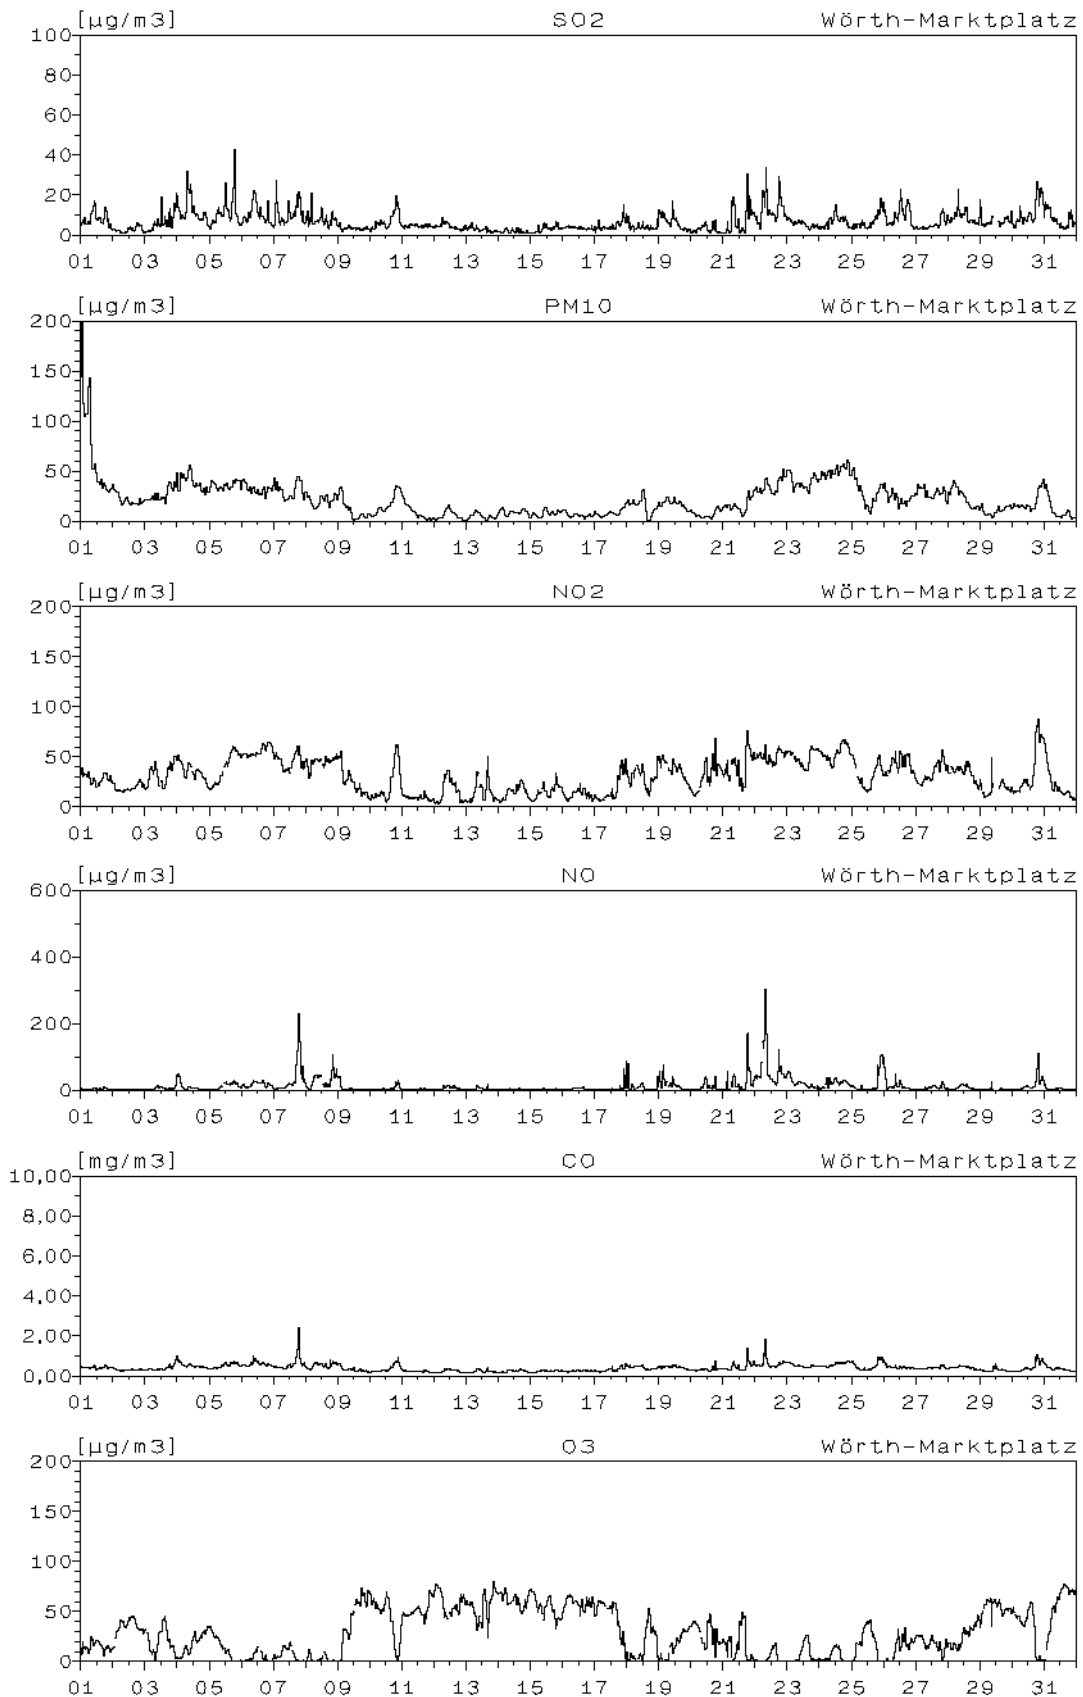 [µg/m3] SO2 Wörth-Marktplatz
100
80
60
40
20
0
01 03 05 07 09 11 13 15 17 19 21 23 25 27 29 31
[µg/m3] PM10 Wörth-Marktplatz
200
150
100
50
0
01 03 05 07 09 11 13 15 17 19 21 23 25 27 29 31
[µg/m3] NO2 Wörth-Marktplatz
200
150
100
50
0
01 03 05 07 09 11 13 15 17 19 21 23 25 27 29 31
[µg/m3] NO Wörth-Marktplatz
600
400
200
0
01 03 05 07 09 11 13 15 17 19 21 23 25 27 29 31
[mg/m3] CO Wörth-Marktplatz
10,00
8,00
6,00
4,00
2,00
0,00
01 03 05 07 09 11 13 15 17 19 21 23 25 27 29 31
[µg/m3] O3 Wörth-Marktplatz
200
150
100
50
0
01 03 05 07 09 11 13 15 17 19 21 23 25 27 29 31